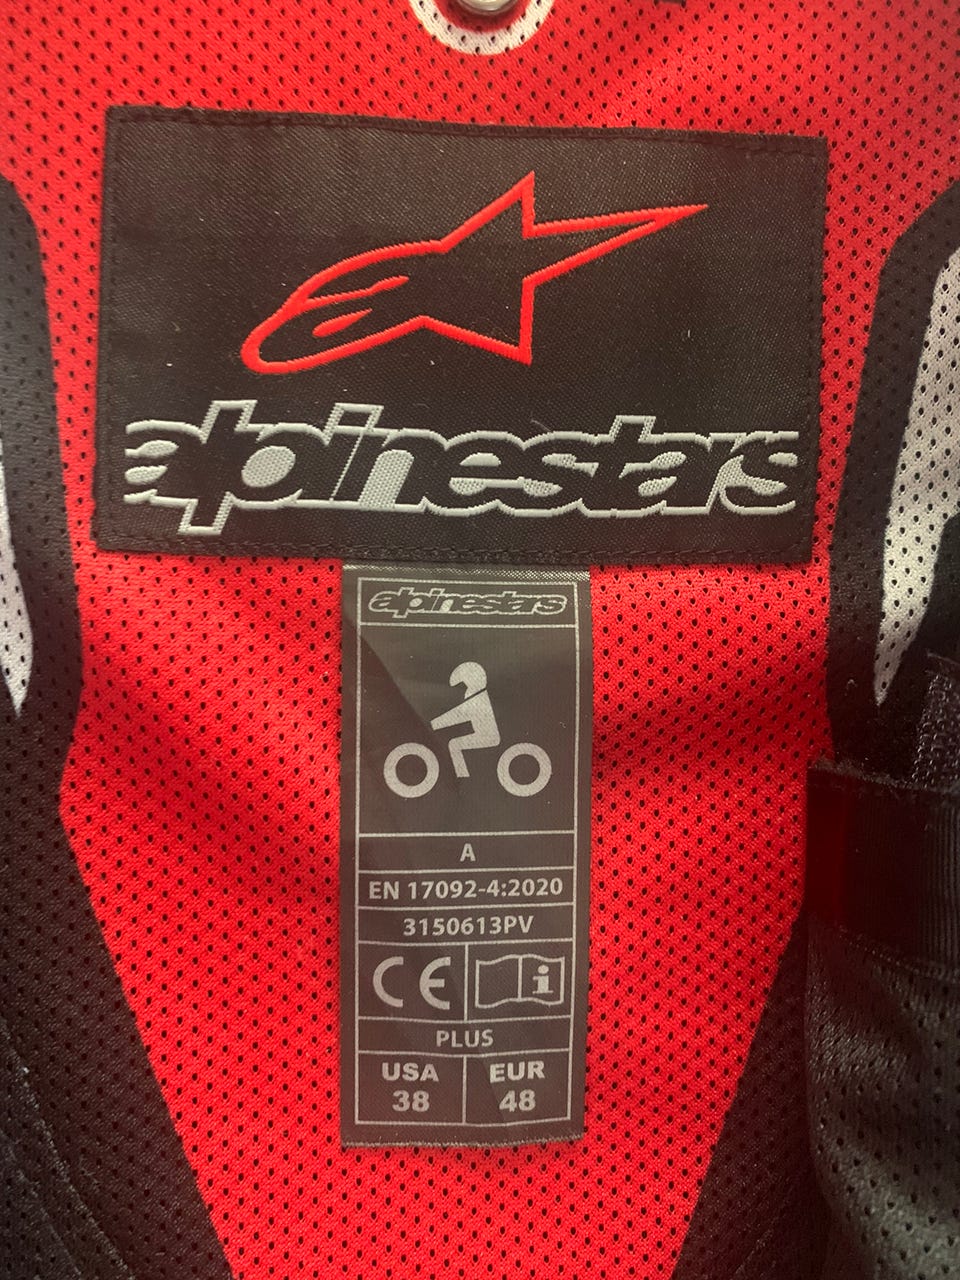 alpinestars
alpinestars
A
EN 17092-4:2020
3150613PV
CE i
PLUS
USA EUR
38 48